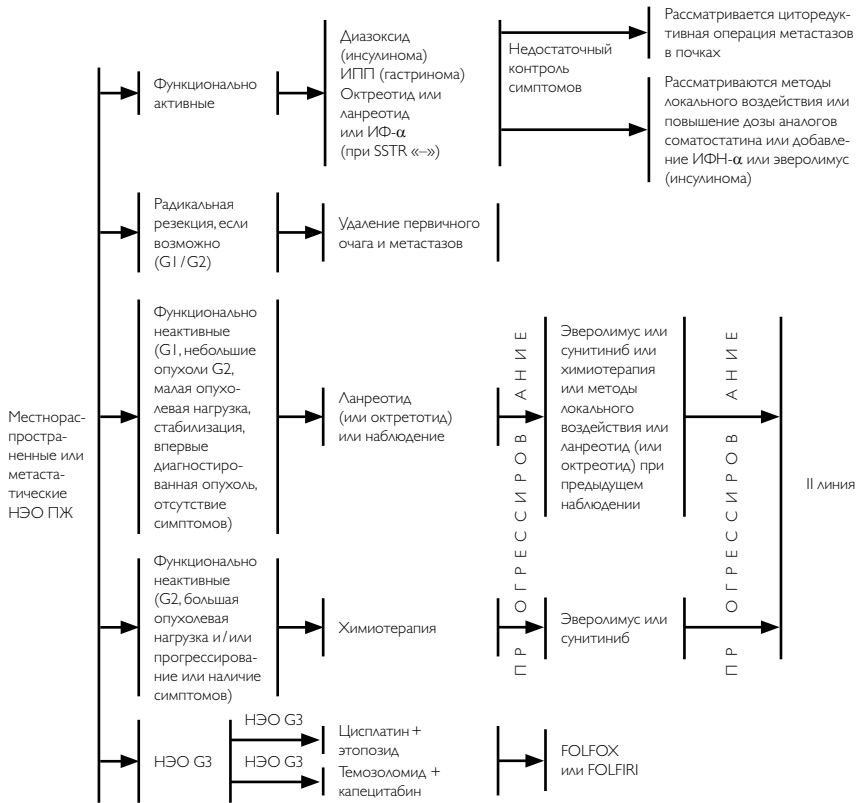 Местнорас-
простра-
ненные или
метаста-
тические
НЭО ПЖ
Функционально
активные
Диазоксид
(инсулинома)
ИПП (гастринома)
Октреотид или
ланреотид
или ИФ-α
(при SSTR «–»)
Недостаточный
контроль
симптомов
Рассматривается циторедук-
тивная операция метастазов
в почках
Рассматриваются методы
локального воздействия или
повышение дозы аналогов
соматостатина или добавле-
ние ИФН-α или эверолимус
(инсулинома)
Радикальная
резекция, если
возможно
(G1/G2)
Удаление первичного
очага и метастазов
Функционально
неактивные
(G1, небольшие
опухоли G2,
малая опухо-
левая нагрузка,
стабилизация,
впервые
диагностиро-
ванная опухоль,
отсутствие
симптомов)
Ланреотид
(или октретотид)
или наблюдение
ПРОГРЕССИРОВАНИЕ
Эверолимус или
сунитиниб или
химиотерапия
или методы
локального
воздействия или
ланреотид (или
октреотид) при
предыдущем
наблюдении
ПРОГРЕССИРОВАНИЕ
II линия
Функционально
неактивные
(G2, большая
опухолевая
нагрузка и/или
прогрессирова-
ние или наличие
симптомов)
Химиотерапия
Эверолимус или
сунитиниб
НЭО G3
НЭО G3
Цисплатин +
этопозид
НЭО G3
Темозоломид +
капецитабин
FOLFOX
или FOLFIRI